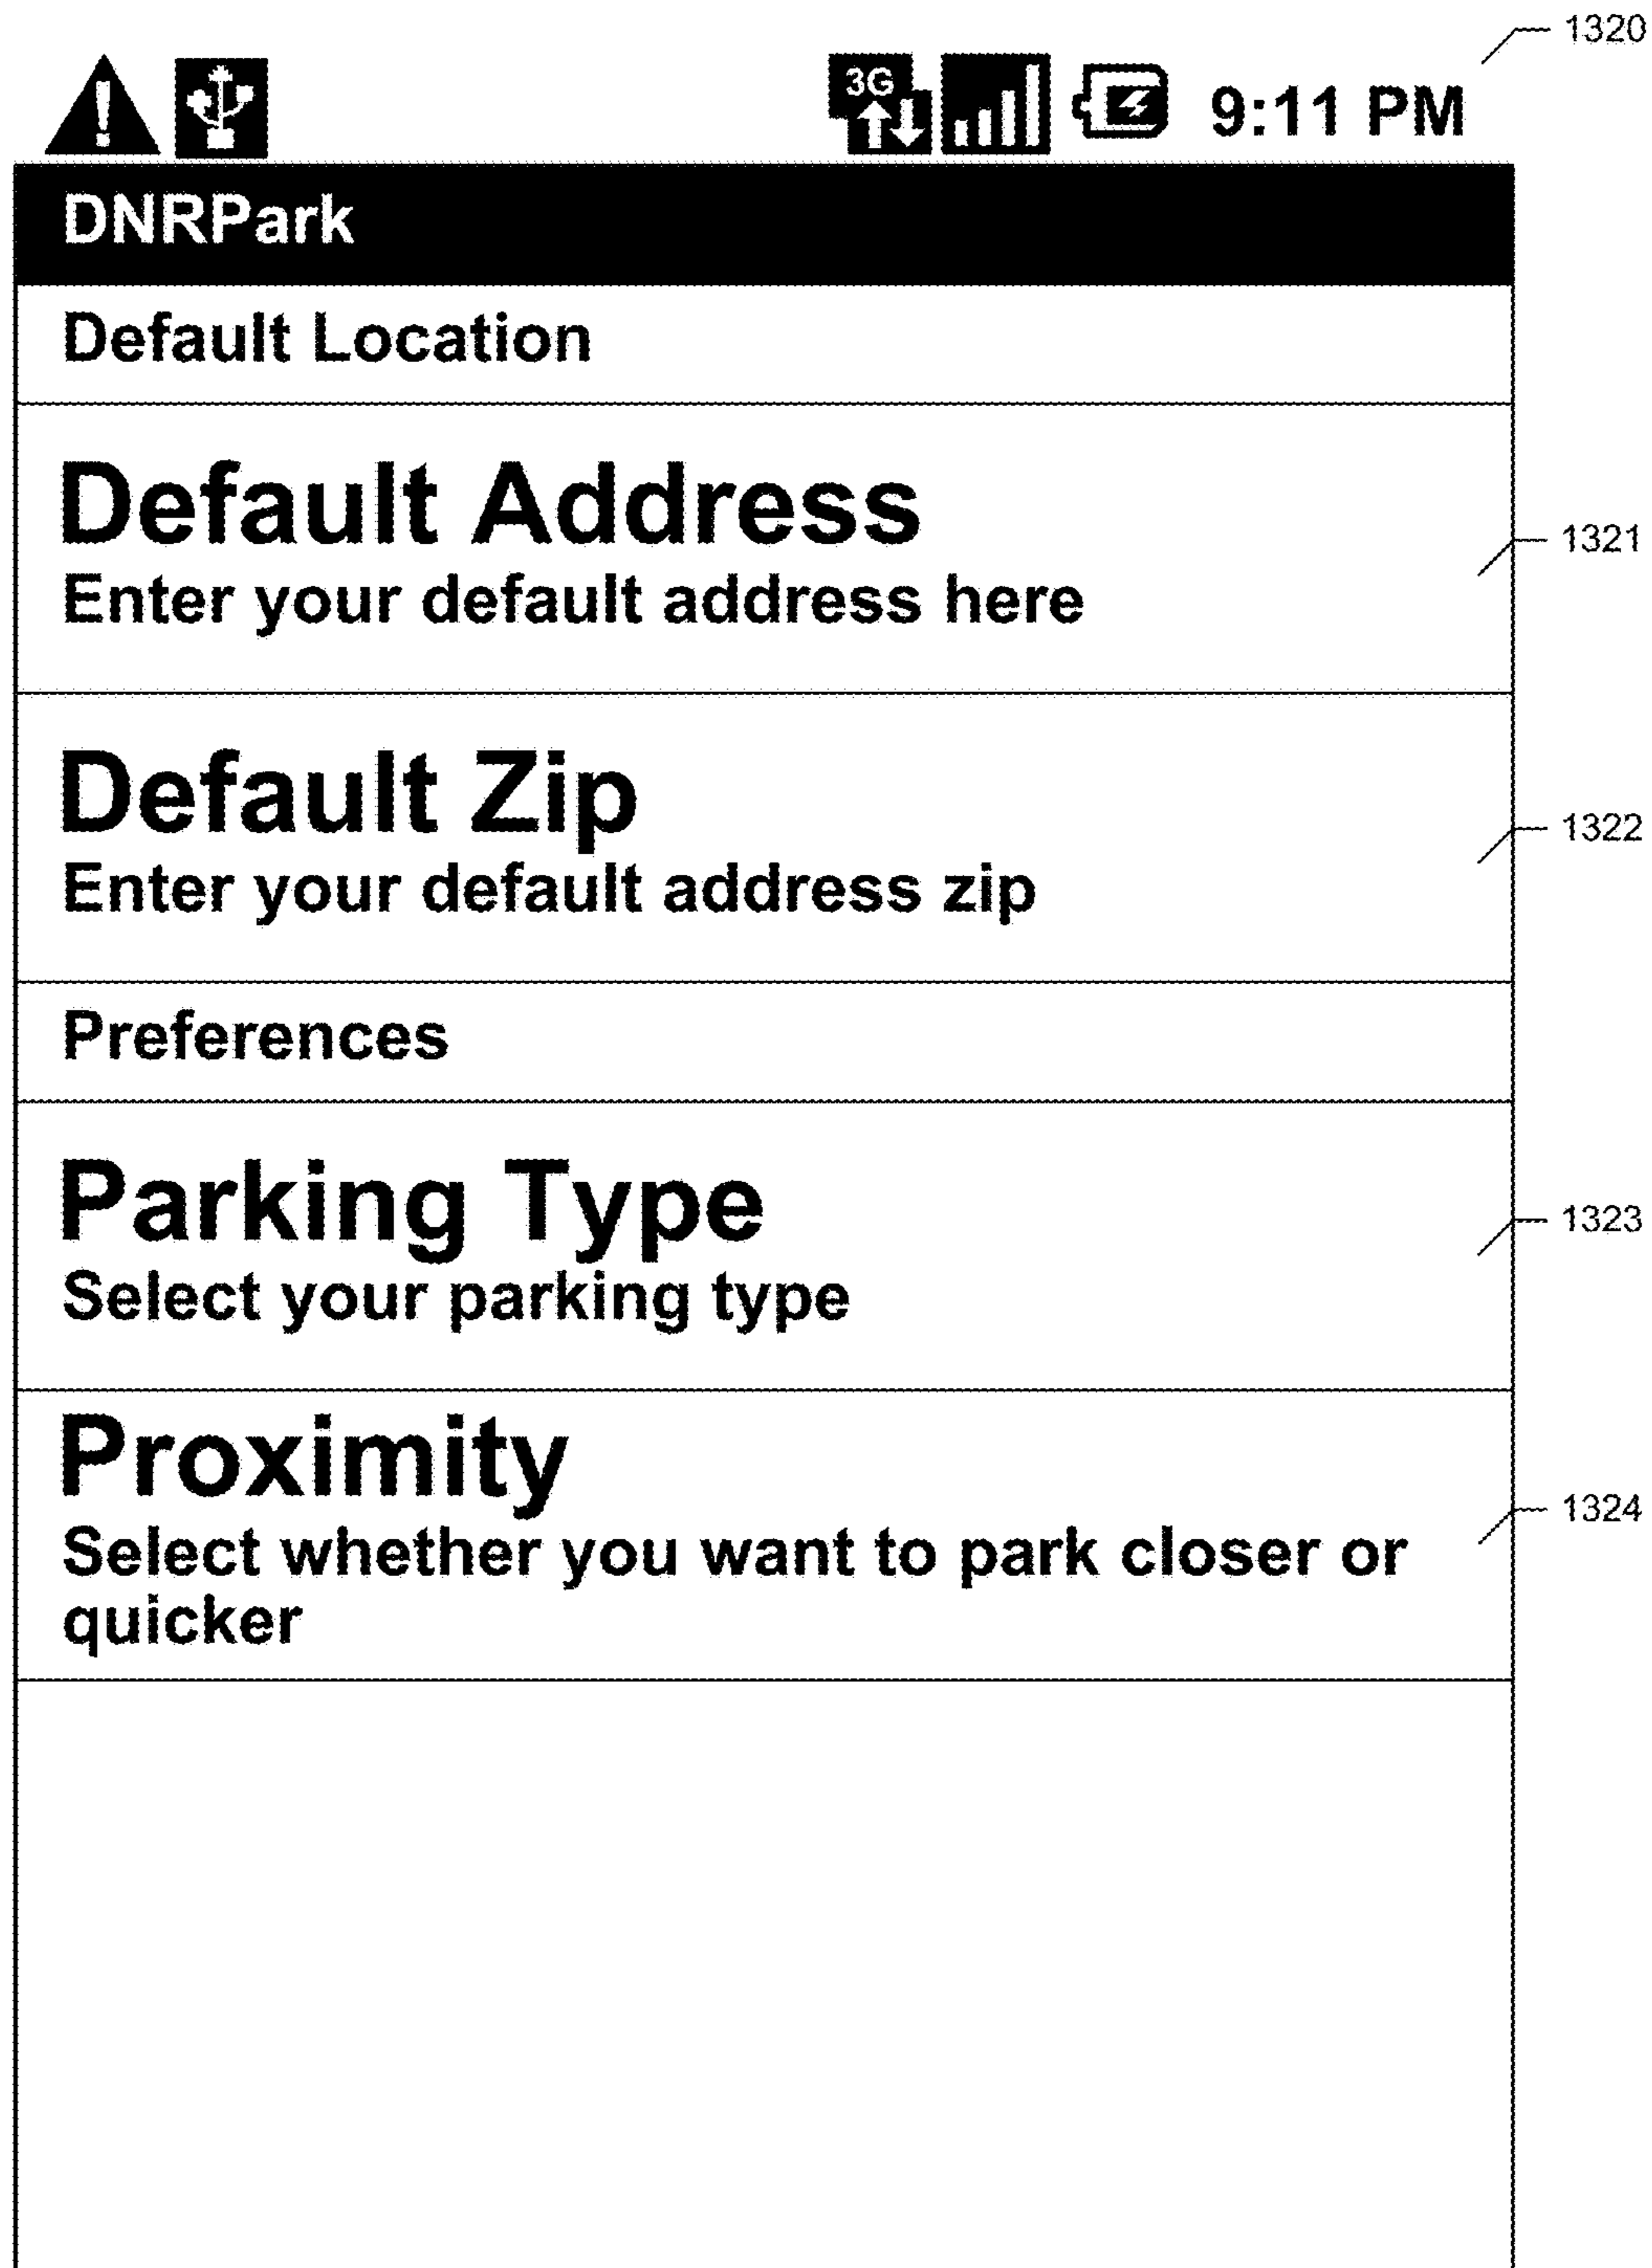 1320
3G
9:11 PM
DNRPark
Default Location
Default Address
1321
Enter your default address here
Default Zip
1322
Enter your default address zip
Preferences
Parking Type
1323
Select your parking type
Proximity
1324
Select whether you want to park closer or
quicker